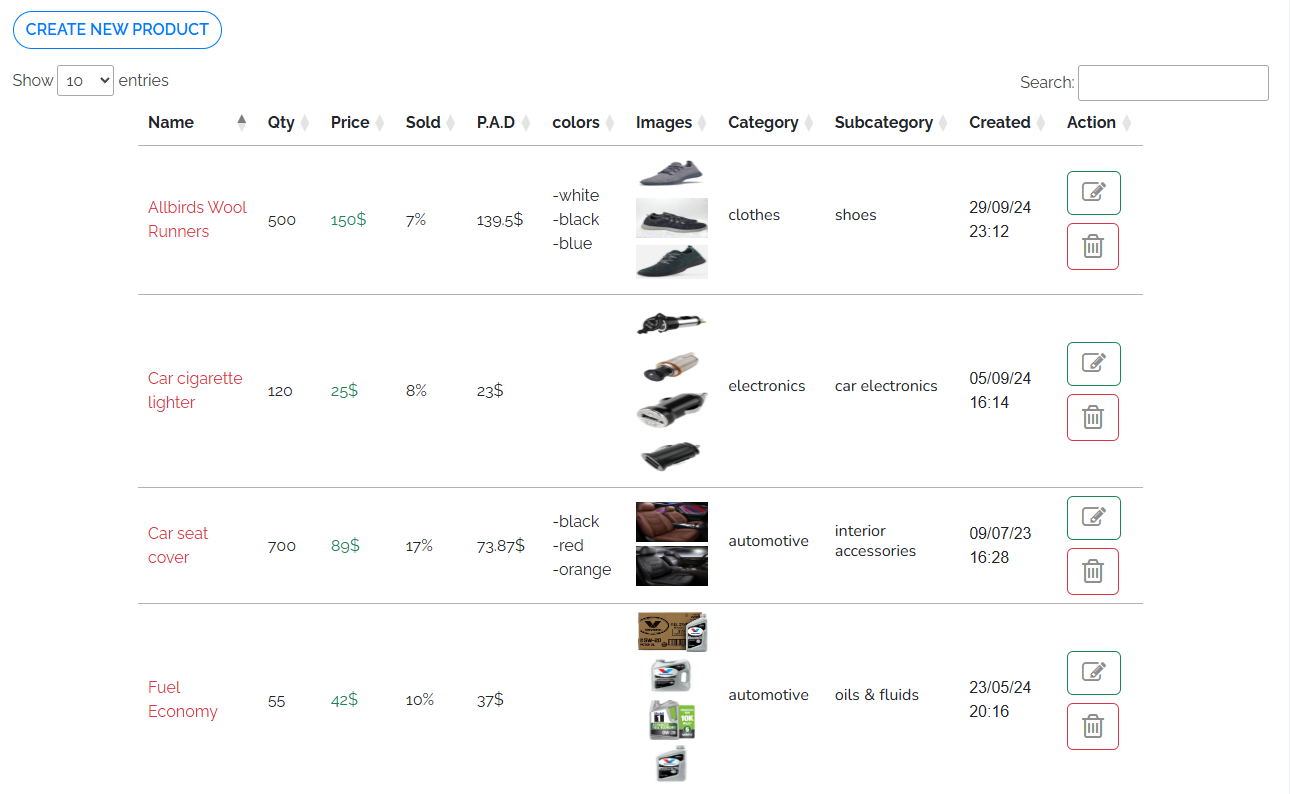 CREATE NEW PRODUCT
Show 10 entries
Search:
Name Qty Price Sold P.A.D colors Images Category Subcategory Created Action
Allbirds Wool
Runners
500
150$
7%
139.5$
-white
-black
-blue
clothes
shoes
29/09/24
23:12
Car cigarette
lighter
120
25$
8%
23$
electronics
car electronics
05/09/24
16:14
Car seat
cover
700
89$
17%
73.87$
-black
-red
-orange
automotive
interior
accessories
09/07/23
16:28
Fuel
Economy
55
42$
10%
37$
5W-20
10K
automotive
oils & fluids
23/05/24
20:16